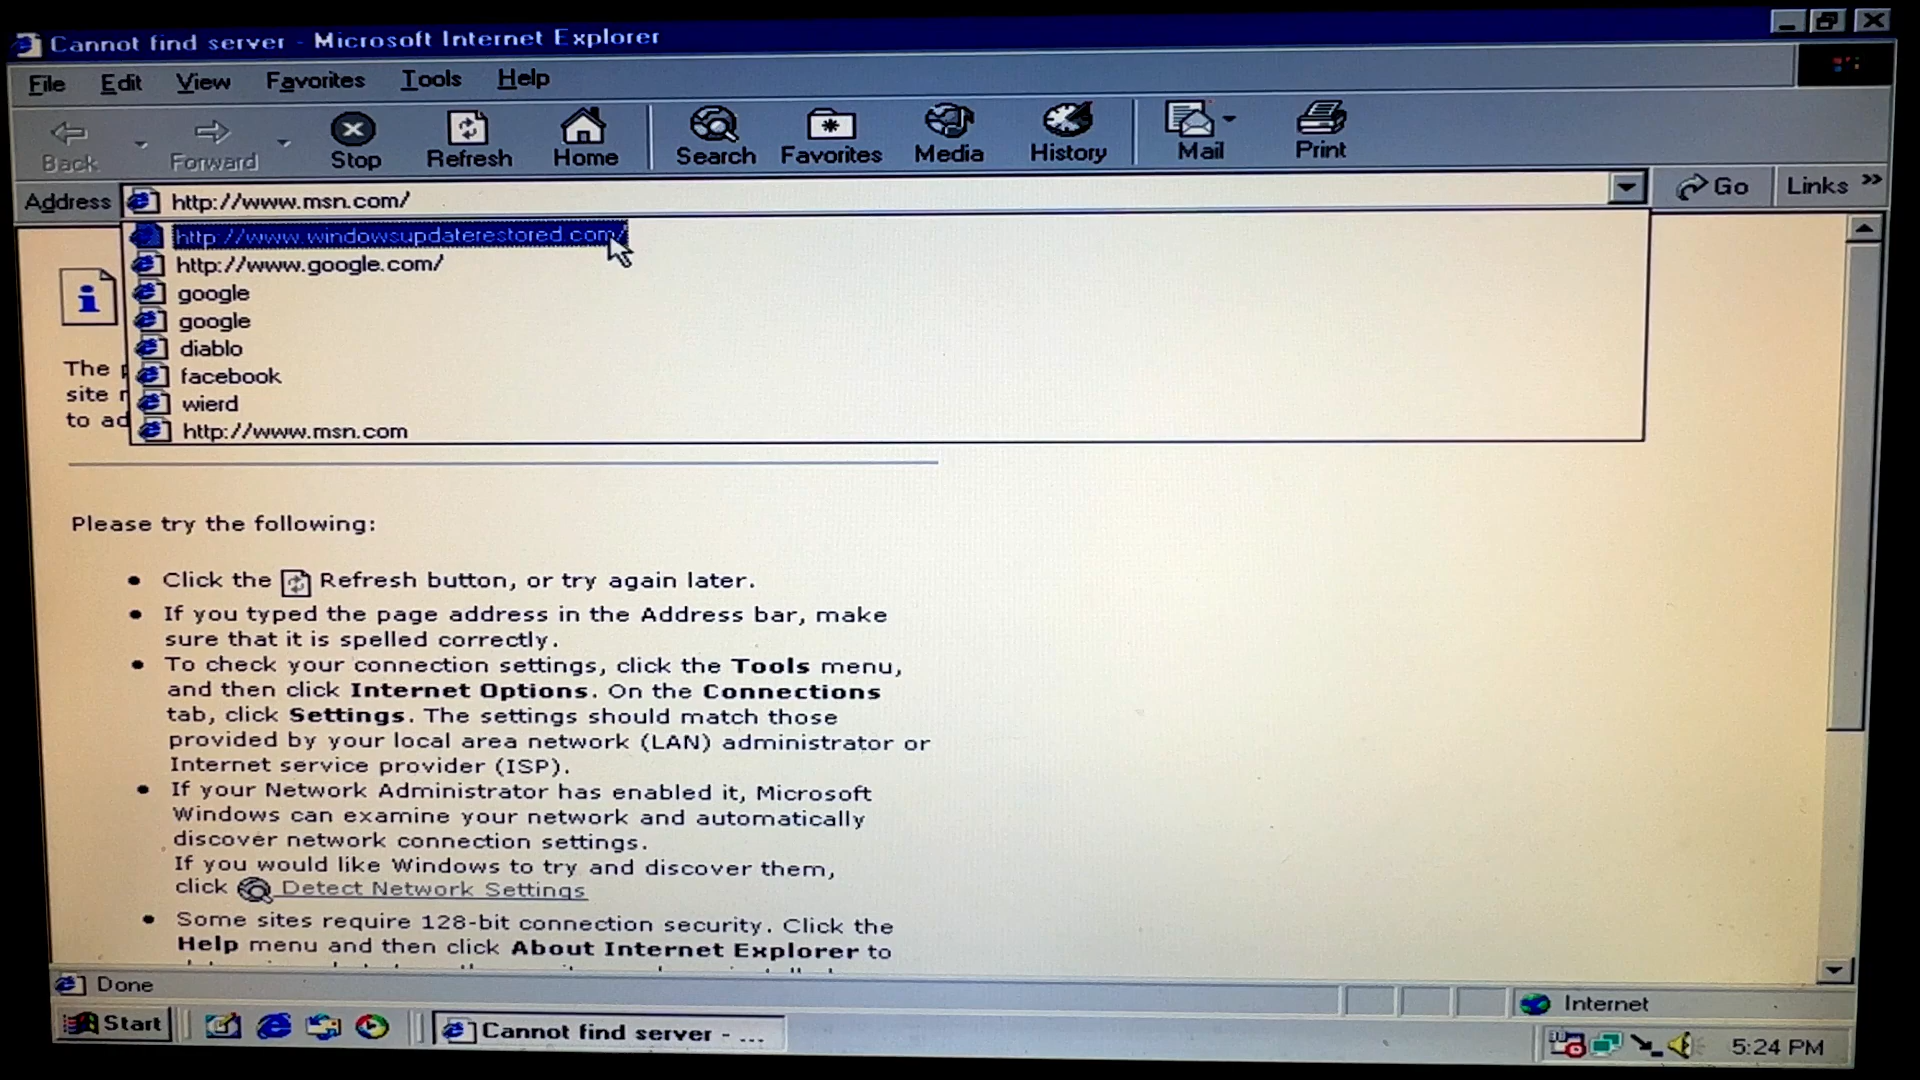 Cannot find server - Microsoft Internet Explorer
File Edit View Favorites Tools Help
Back Forward Stop Refresh Home Search Favorites Media History Mail Print
Address http://www.msn.com/ Go Links »
http://www.windowsupdaterestored.com/
http://www.google.com/
google
google
diablo
facebook
wierd
http://www.msn.com
The
site
to
Please try the following:
• Click the Refresh button, or try again later.
• If you typed the page address in the Address bar, make
sure that it is spelled correctly.
• To check your connection settings, click the Tools menu,
and then click Internet Options. On the Connections
tab, click Settings. The settings should match those
provided by your local area network (LAN) administrator or
Internet service provider (ISP).
• If your Network Administrator has enabled it, Microsoft
Windows can examine your network and automatically
discover network connection settings.
If you would like Windows to try and discover them,
click Detect Network Settings
• Some sites require 128-bit connection security. Click the
Help menu and then click About Internet Explorer to
Done Internet
Start Cannot find server - ... 5:24 PM